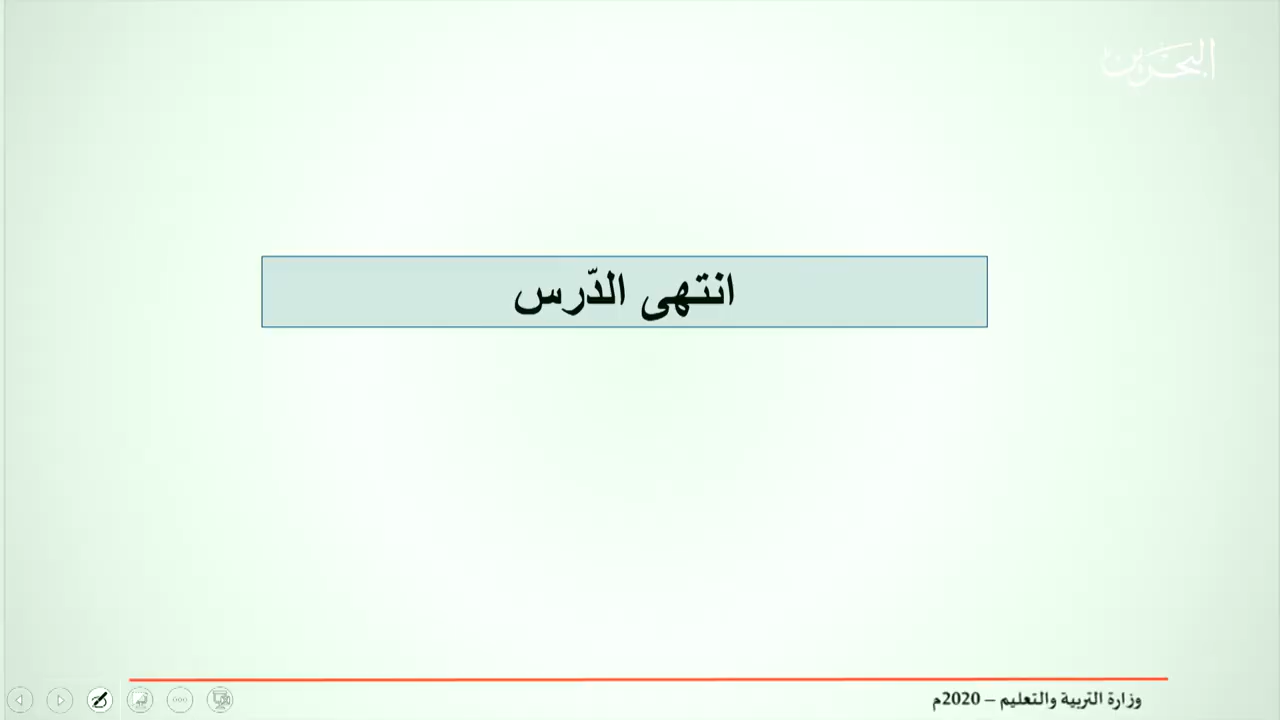 البحرين
انتهى الدّرس
وزارة التربية والتعليم – 2020م